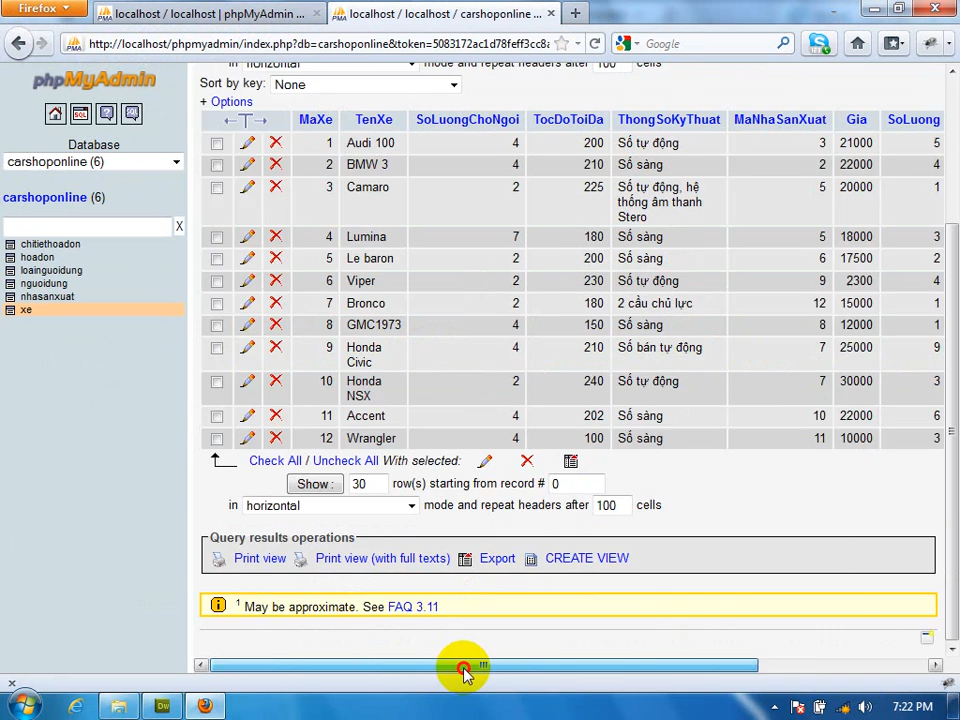 Firefox
localhost / localhost | phpMyAdmin ...
localhost / localhost / carshoponline ...
http://localhost/phpmyadmin/index.php?db=carshoponline&token=5083172ac1d78feff3cc8
Google
phpMyAdmin
Database
carshoponline (6)
carshoponline (6)
X
chitiethoadon
hoadon
loainguoidung
nguoidung
nhasanxuat
xe
in horizontal mode and repeat headers after 100 cells
Sort by key: None
+ Options
←T→ MaXe TenXe SoLuongChoNgoi TocDoToiDa ThongSoKyThuat MaNhaSanXuat Gia SoLuong
1 Audi 100 4 200 Số tự động 3 21000 5
2 BMW 3 4 210 Số sàng 2 22000 4
3 Camaro 2 225 Số tự động, hệ thống âm thanh Stero 5 20000 1
4 Lumina 7 180 Số sàng 5 18000 3
5 Le baron 2 200 Số sàng 6 17500 2
6 Viper 2 230 Số tự động 9 2300 4
7 Bronco 2 180 2 cầu chủ lực 12 15000 1
8 GMC1973 4 150 Số sàng 8 12000 1
9 Honda Civic 4 210 Số bán tự động 7 25000 9
10 Honda NSX 2 240 Số tự động 7 30000 3
11 Accent 4 202 Số sàng 10 22000 6
12 Wrangler 4 100 Số sàng 11 10000 3
Check All / Uncheck All With selected:
Show : 30 row(s) starting from record # 0
in horizontal mode and repeat headers after 100 cells
Query results operations
Print view Print view (with full texts) Export CREATE VIEW
1 May be approximate. See FAQ 3.11
Dw
7:22 PM